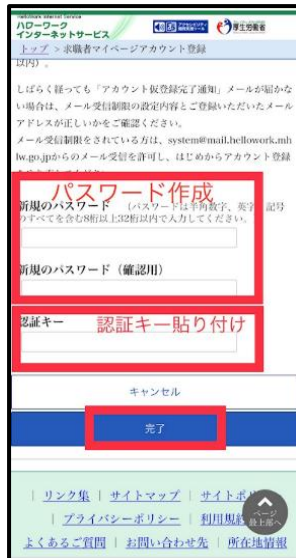 Hellowork Internet Service
ハローワーク
インターネットサービス
厚生労働省
トップ > 求職者マイページアカウント登録
以内)。
しばらく経っても「アカウント仮登録完了通知」メールが届かな
い場合は、メール受信制限の設定内容とご登録いただいたメール
アドレスが正しいかをご確認ください。
メール受信制限をされている方は、system@mail.hellowork.mh
lw.go.jpからのメール受信を許可し、はじめからアカウント登録
パスワード作成
新規のパスワード (パスワードは半角数字、英字、記号
のすべてを含む8桁以上32桁以内で入力してください。
新規のパスワード(確認用)
認証キー 認証キー貼り付け
キャンセル
完了
| リンク集 | サイトマップ | サイトポ
| プライバシーポリシー | 利用規約
ページ
最上部へ
よくあるご質問 | お問い合わせ先 | 所在地情報